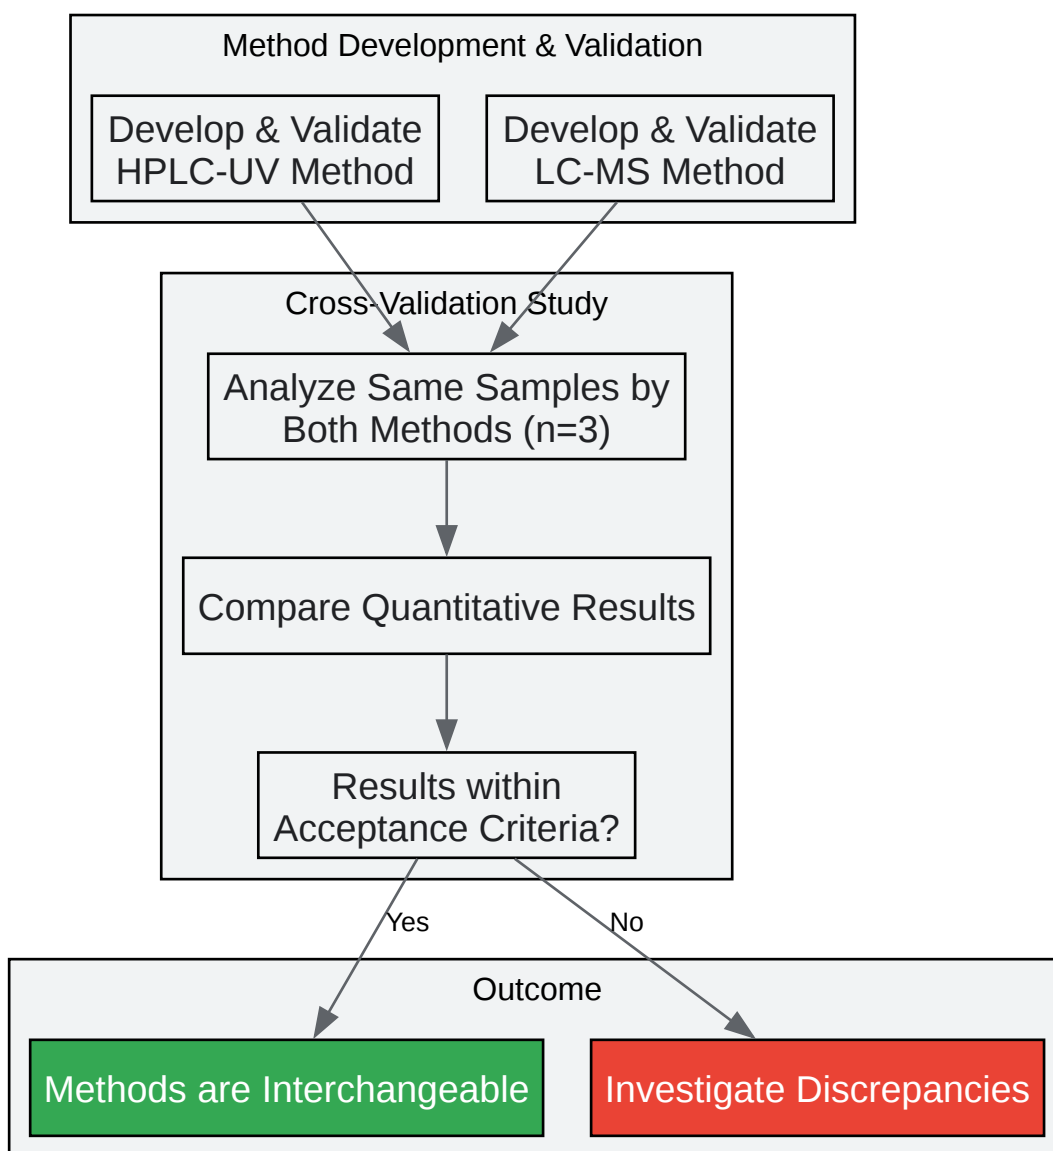 Method Development & Validation
Develop & Validate
HPLC-UV Method
Develop & Validate
LC-MS Method
Cross-Validation Study
Analyze Same Samples by
Both Methods (n=3)
Compare Quantitative Results
Results within
Acceptance Criteria?
Yes
No
Outcome
Methods are Interchangeable
Investigate Discrepancies